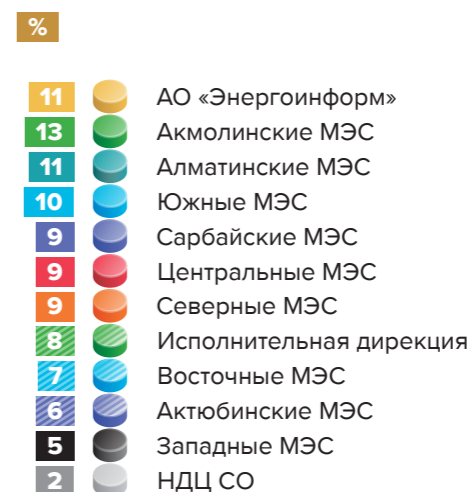 %
11 АО «Энергоинформ»
13 Акмолинские МЭС
11 Алматинские МЭС
10 Южные МЭС
9 Сарбайские МЭС
9 Центральные МЭС
9 Северные МЭС
8 Исполнительная дирекция
7 Восточные МЭС
6 Актюбинские МЭС
5 Западные МЭС
2 НДЦ СО